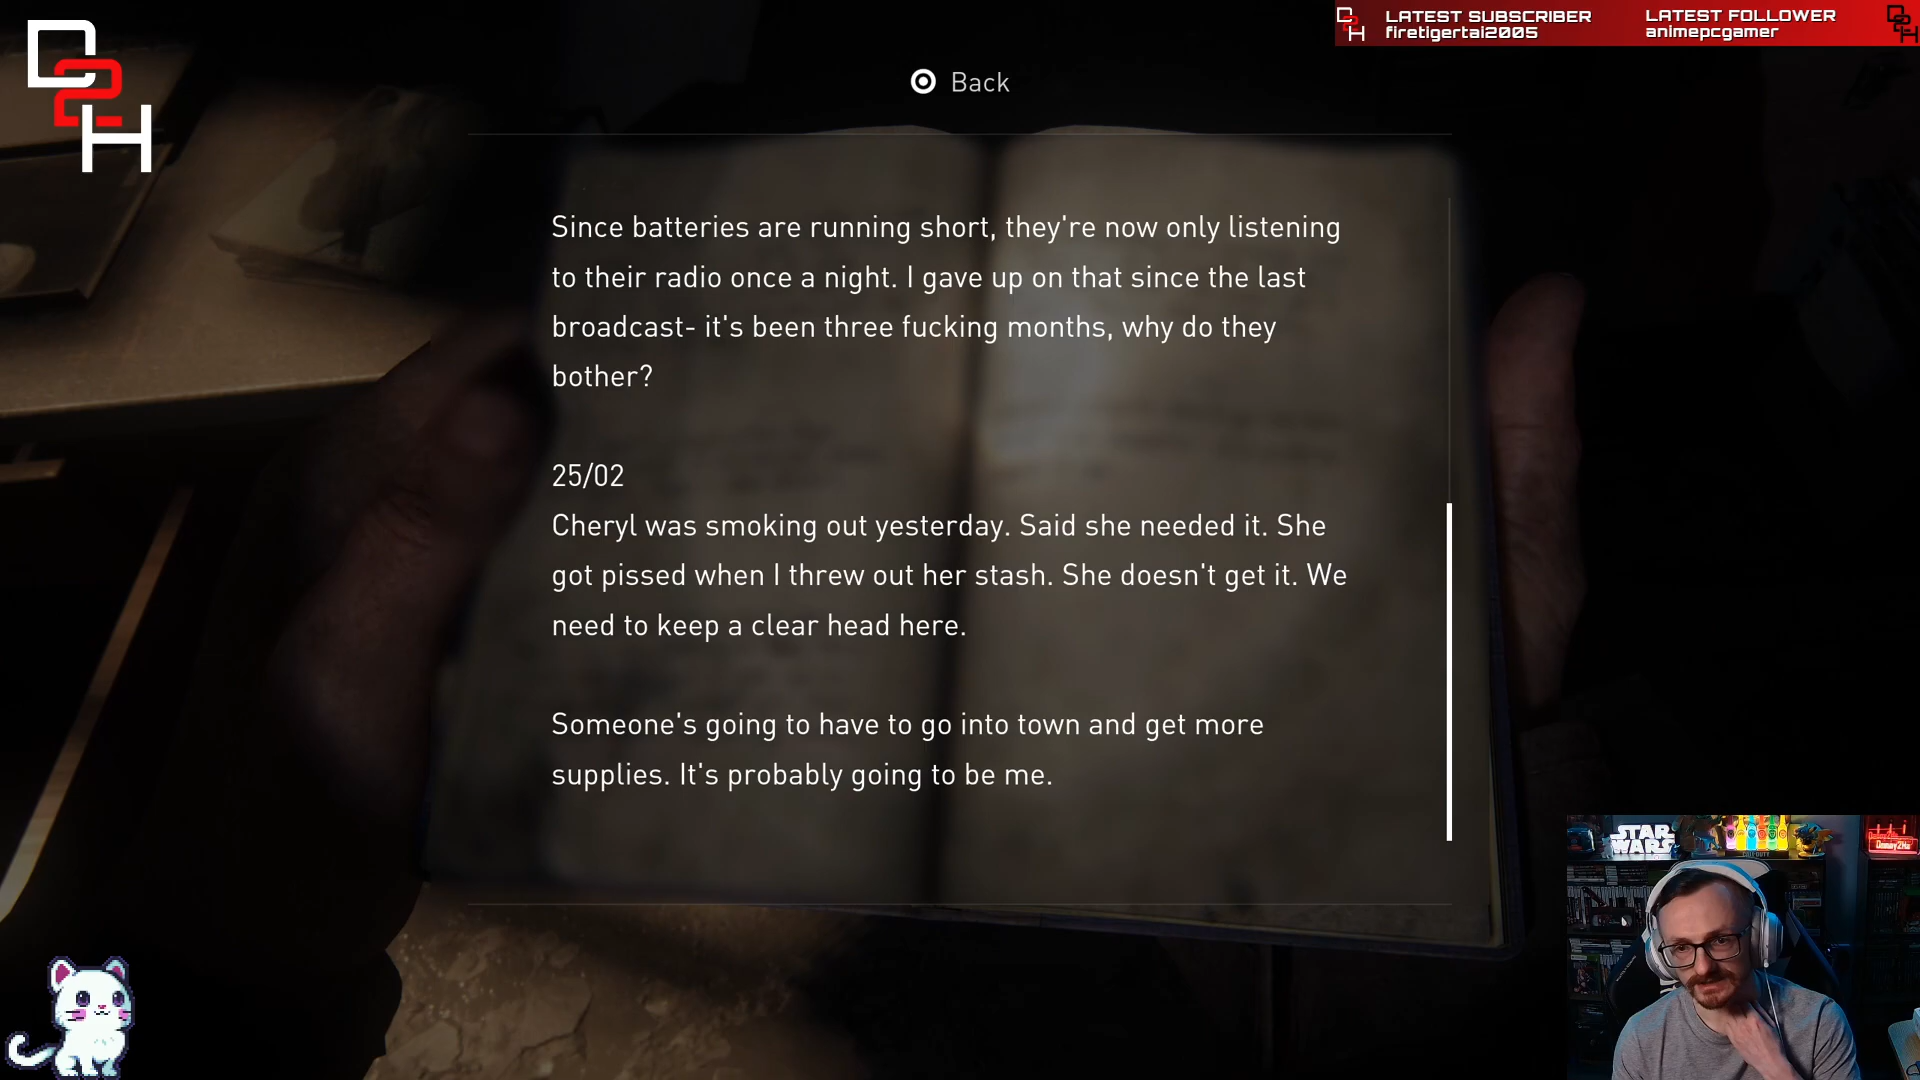 D2H
LATEST SUBSCRIBER
firetigertai2005
LATEST FOLLOWER
animepcgamer
Back
Since batteries are running short, they're now only listening
to their radio once a night. I gave up on that since the last
broadcast- it's been three fucking months, why do they
bother?
25/02
Cheryl was smoking out yesterday. Said she needed it. She
got pissed when I threw out her stash. She doesn't get it. We
need to keep a clear head here.
Someone's going to have to go into town and get more
supplies. It's probably going to be me.
STAR
WARS